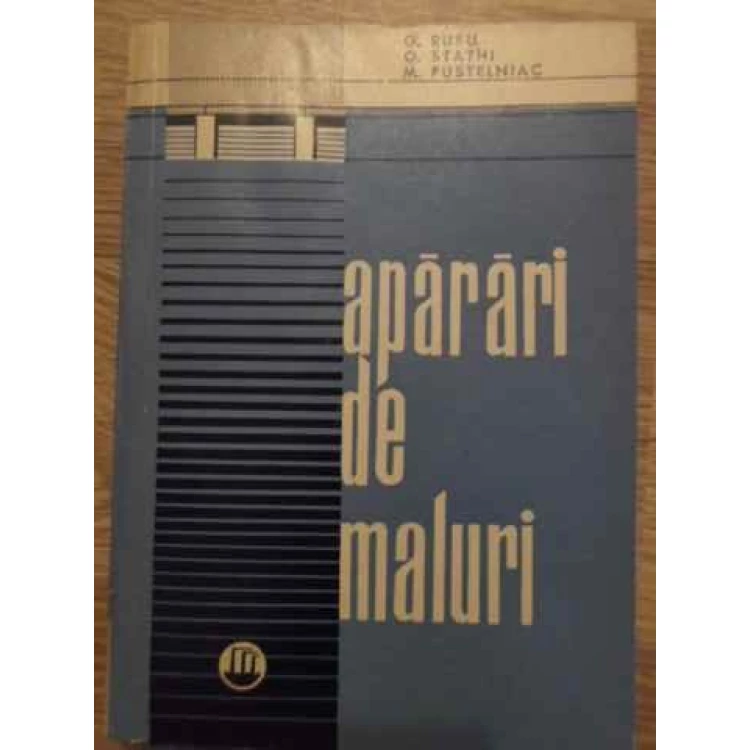 O. RUSU
O. STATHI
M. PUSTELNIAC
apărări
de
maluri